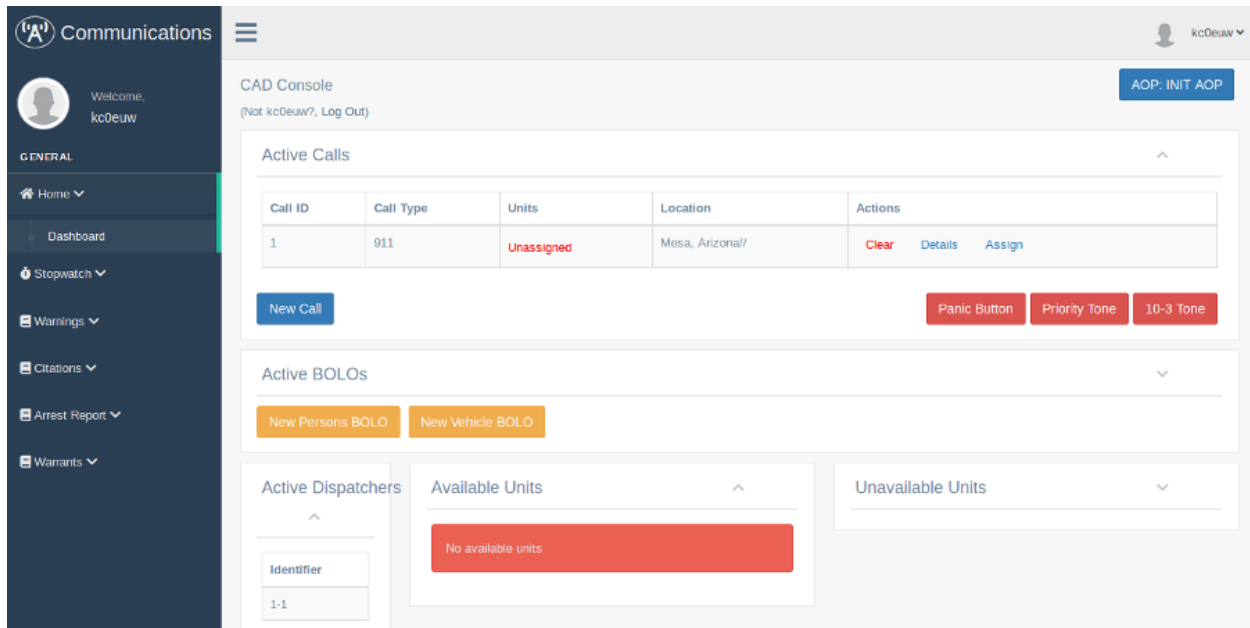 Communications
kc0euw
Welcome,
kc0euw
GENERAL
Home
Dashboard
Stopwatch
Warnings
Citations
Arrest Report
Warrants
CAD Console
(Not kc0euw?, Log Out)
AOP: INIT AOP
Active Calls
Call ID Call Type Units Location Actions
1 911 Unassigned Mesa, Arizona// Clear Details Assign
New Call Panic Button Priority Tone 10-3 Tone
Active BOLOs
New Persons BOLO New Vehicle BOLO
Active Dispatchers
Identifier
1-1
Available Units
No available units
Unavailable Units